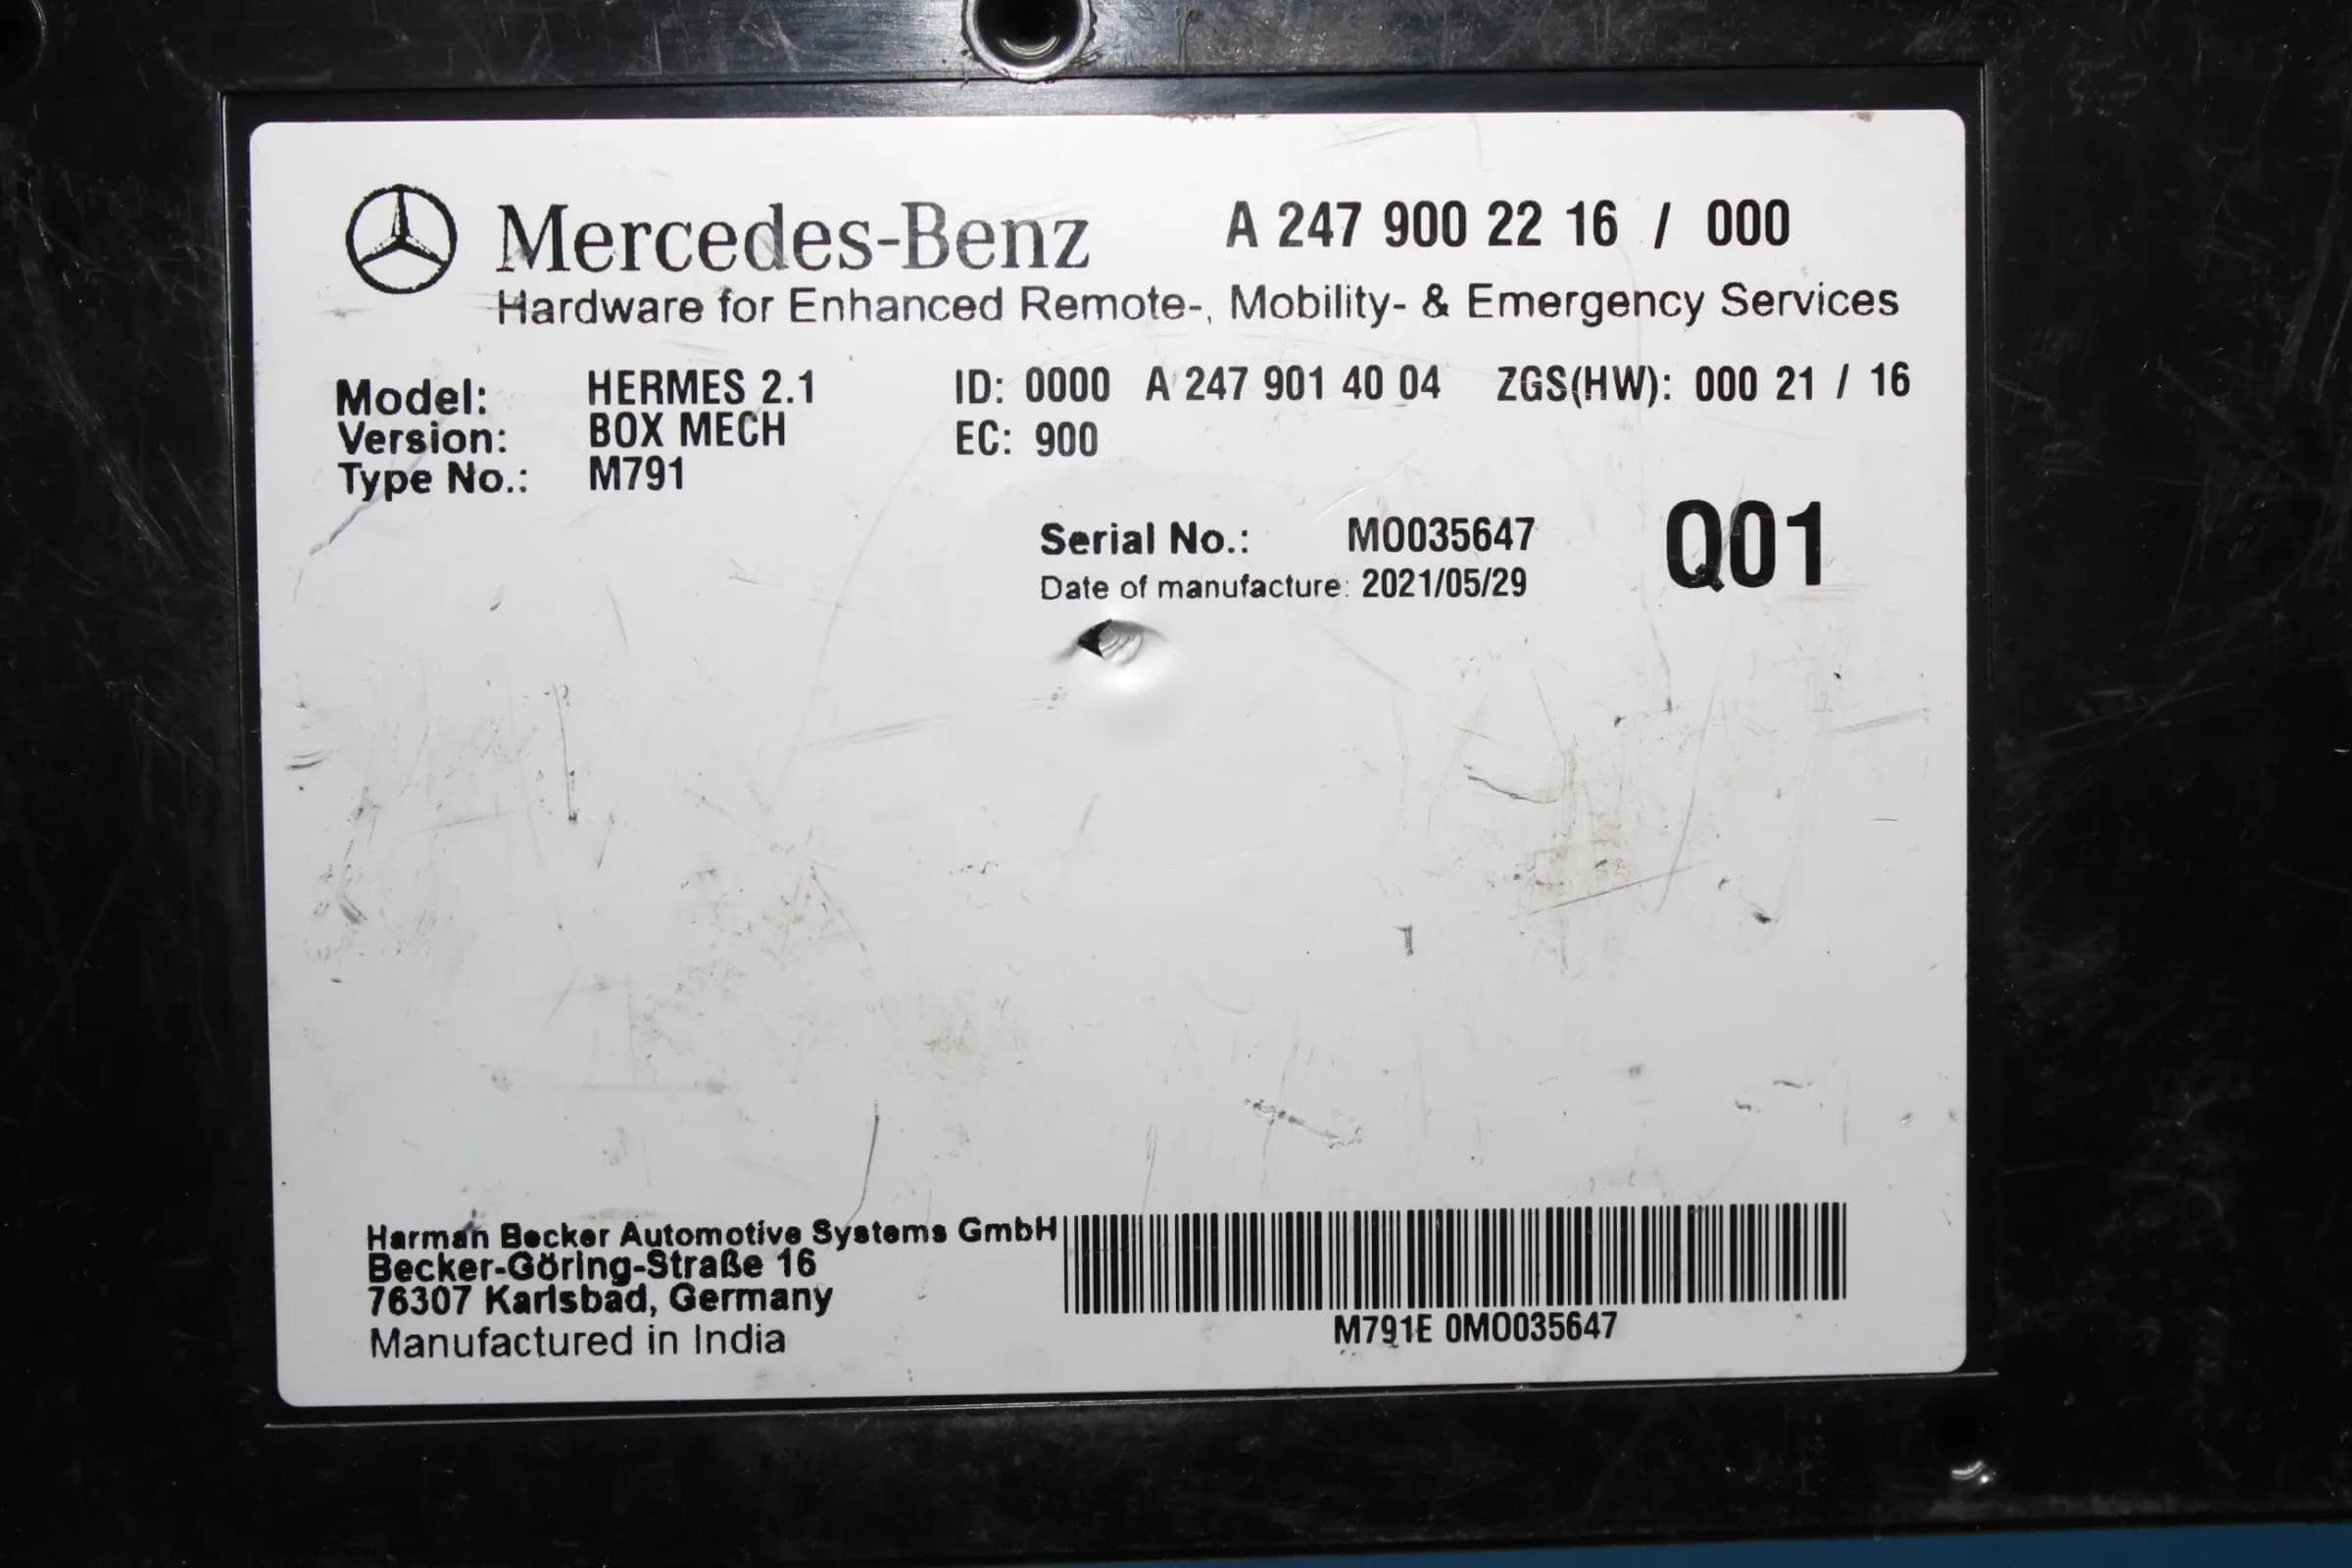 Mercedes-Benz A 247 900 22 16 / 000
Hardware for Enhanced Remote-, Mobility- & Emergency Services
Model: HERMES 2.1 ID: 0000 A 247 901 40 04 ZGS(HW): 000 21 / 16
Version: BOX MECH EC: 900
Type No.: M791
Serial No.: M0035647 Q01
Date of manufacture: 2021/05/29
Harman Becker Automotive Systems GmbH
Becker-Göring-Straße 16
76307 Karlsbad, Germany
Manufactured in India
M791E 0M0035647